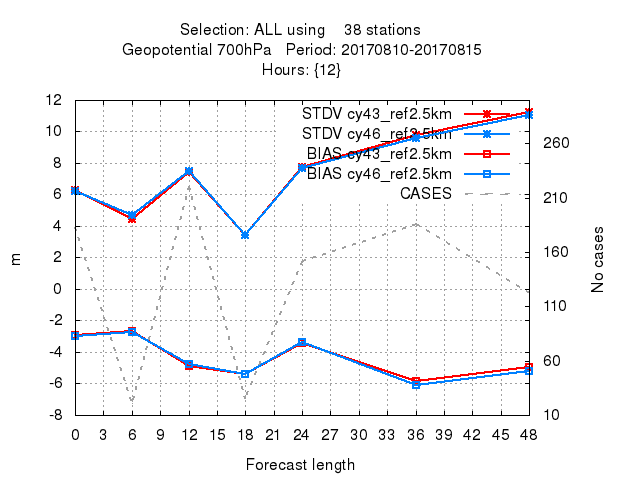 Selection: ALL using 38 stations
Geopotential 700hPa Period: 20170810-20170815
Hours: {12}
STDV cy43_ref2.5km
STDV cy46_ref2.5km
BIAS cy43_ref2.5km
BIAS cy46_ref2.5km
CASES
12
10
8
6
4
2
0
-2
-4
-6
-8
m
260
210
160
110
60
10
No cases
0 3 6 9 12 15 18 21 24 27 30 33 36 39 42 45 48
Forecast length